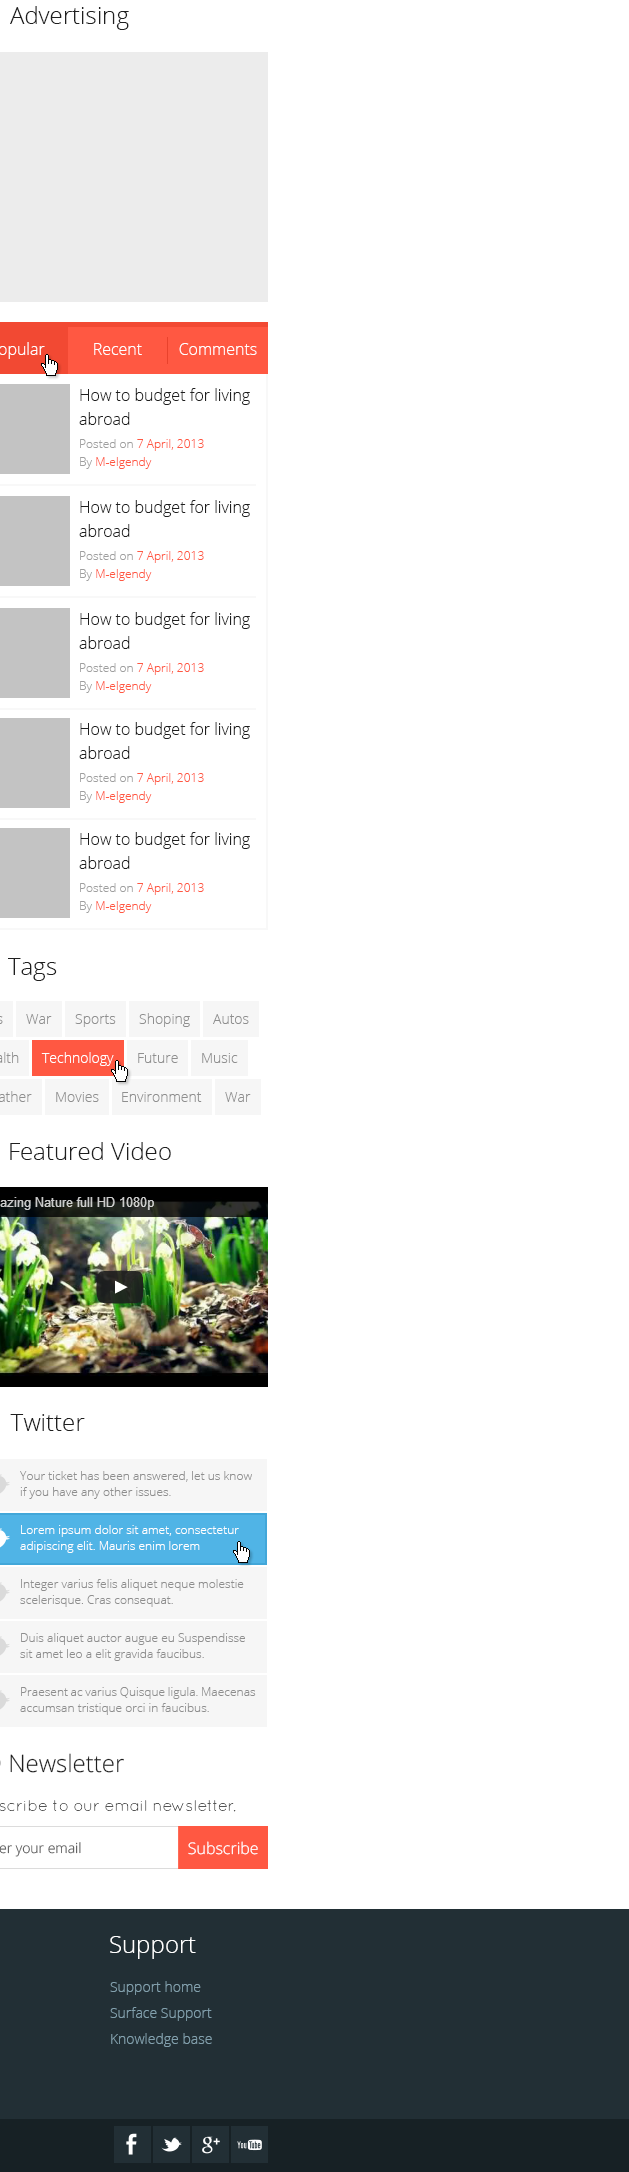 Advertising
opular Recent Comments
How to budget for living
abroad
Posted on 7 April, 2013
By M-elgendy
How to budget for living
abroad
Posted on 7 April, 2013
By M-elgendy
How to budget for living
abroad
Posted on 7 April, 2013
By M-elgendy
How to budget for living
abroad
Posted on 7 April, 2013
By M-elgendy
How to budget for living
abroad
Posted on 7 April, 2013
By M-elgendy
Tags
s War Sports Shoping Autos
alth Technology Future Music
ather Movies Environment War
Featured Video
azing Nature full HD 1080p
Twitter
Your ticket has been answered, let us know
if you have any other issues.
Lorem ipsum dolor sit amet, consectetur
adipiscing elit. Mauris enim lorem
Integer varius felis aliquet neque molestie
scelerisque. Cras consequat.
Duis aliquet auctor augue eu Suspendisse
sit amet leo a elit gravida faucibus.
Praesent ac varius Quisque ligula. Maecenas
accumsan tristique orci in faucibus.
Newsletter
scribe to our email newsletter.
er your email Subscribe
Support
Support home
Surface Support
Knowledge base
f g+ YouTube